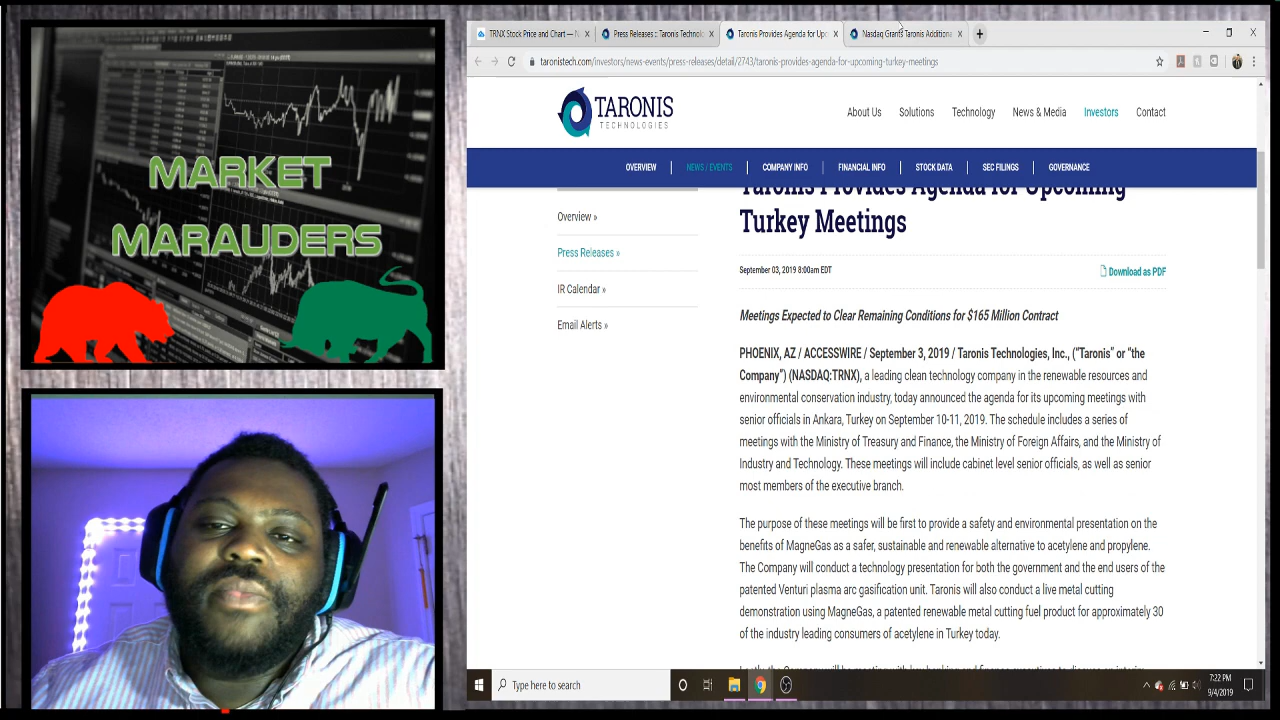 MARKET
MARAUDERS
TRNX Stock Price and Chart —
Press Releases :: Taronis Technolo
Taronis Provides Agenda for Up
Nasdaq Grants Taronis Additiona
taronistech.com/investors/news-events/press-releases/detail/2743/taronis-provides-agenda-for-upcoming-turkey-meetings
TARONIS
TECHNOLOGIES
About Us
Solutions
Technology
News & Media
Investors
Contact
OVERVIEW
NEWS / EVENTS
COMPANY INFO
FINANCIAL INFO
STOCK DATA
SEC FILINGS
GOVERNANCE
Overview »
Press Releases »
IR Calendar »
Email Alerts »
Taronis Provides Agenda for Upcoming
Turkey Meetings
September 03, 2019 8:00am EDT
Download as PDF
Meetings Expected to Clear Remaining Conditions for $165 Million Contract
PHOENIX, AZ / ACCESSWIRE / September 3, 2019 / Taronis Technologies, Inc., ("Taronis" or "the
Company") (NASDAQ:TRNX), a leading clean technology company in the renewable resources and
environmental conservation industry, today announced the agenda for its upcoming meetings with
senior officials in Ankara, Turkey on September 10-11, 2019. The schedule includes a series of
meetings with the Ministry of Treasury and Finance, the Ministry of Foreign Affairs, and the Ministry of
Industry and Technology. These meetings will include cabinet level senior officials, as well as senior
most members of the executive branch.
The purpose of these meetings will be first to provide a safety and environmental presentation on the
benefits of MagneGas as a safer, sustainable and renewable alternative to acetylene and propylene.
The Company will conduct a technology presentation for both the government and the end users of the
patented Venturi plasma arc gasification unit. Taronis will also conduct a live metal cutting
demonstration using MagneGas, a patented renewable metal cutting fuel product for approximately 30
of the industry leading consumers of acetylene in Turkey today.
Type here to search
7:22 PM
9/4/2019